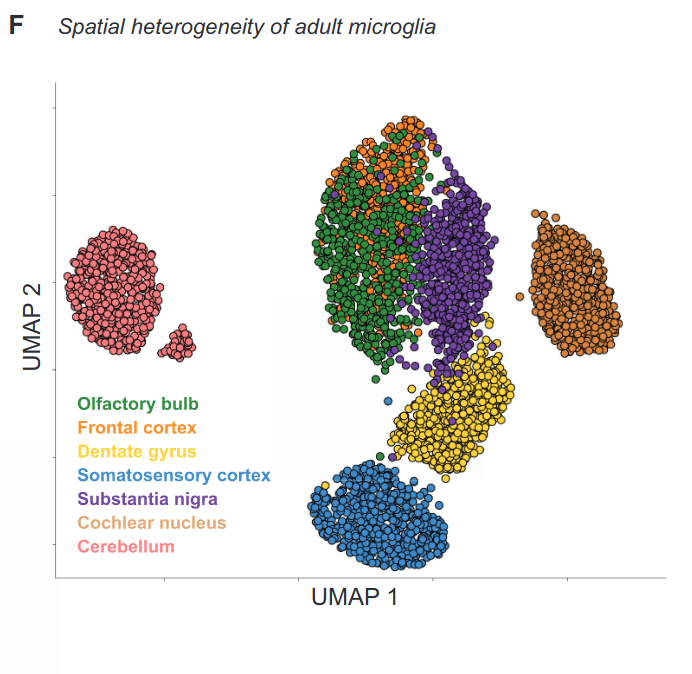 F Spatial heterogeneity of adult microglia
UMAP 2
Olfactory bulb
Frontal cortex
Dentate gyrus
Somatosensory cortex
Substantia nigra
Cochlear nucleus
Cerebellum
UMAP 1